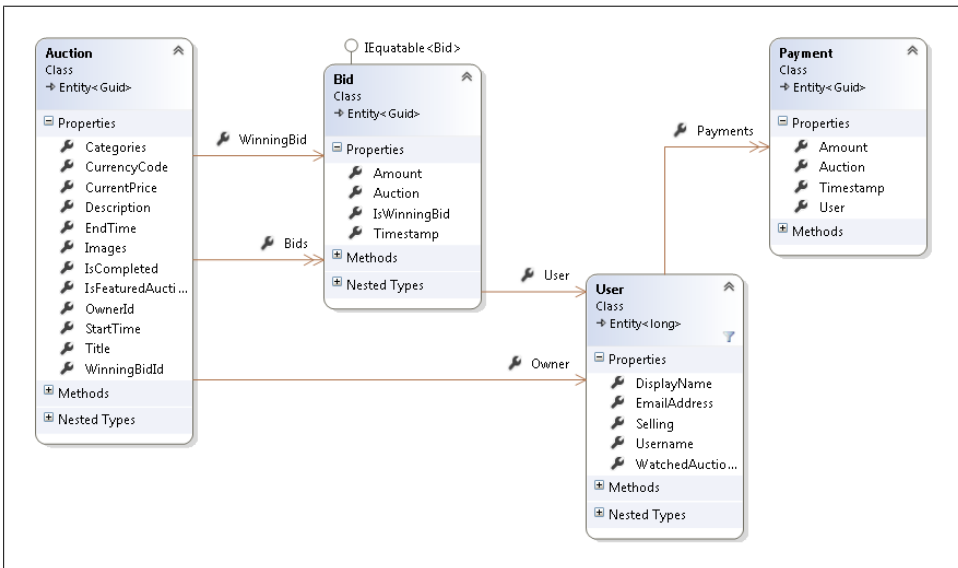 Auction
Class
Entity<Guid>
Properties
Categories
CurrencyCode
CurrentPrice
Description
EndTime
Images
IsCompleted
IsFeaturedAucti ...
OwnerId
StartTime
Title
WinningBidId
Methods
Nested Types
WinningBid
Bids
Owner
IEquatable<Bid>
Bid
Class
Entity<Guid>
Properties
Amount
Auction
IsWinningBid
Timestamp
Methods
Nested Types
User
User
Class
Entity<long>
Properties
DisplayName
EmailAddress
Selling
Username
WatchedAuctio...
Methods
Nested Types
Payments
Payment
Class
Entity<Guid>
Properties
Amount
Auction
Timestamp
User
Methods